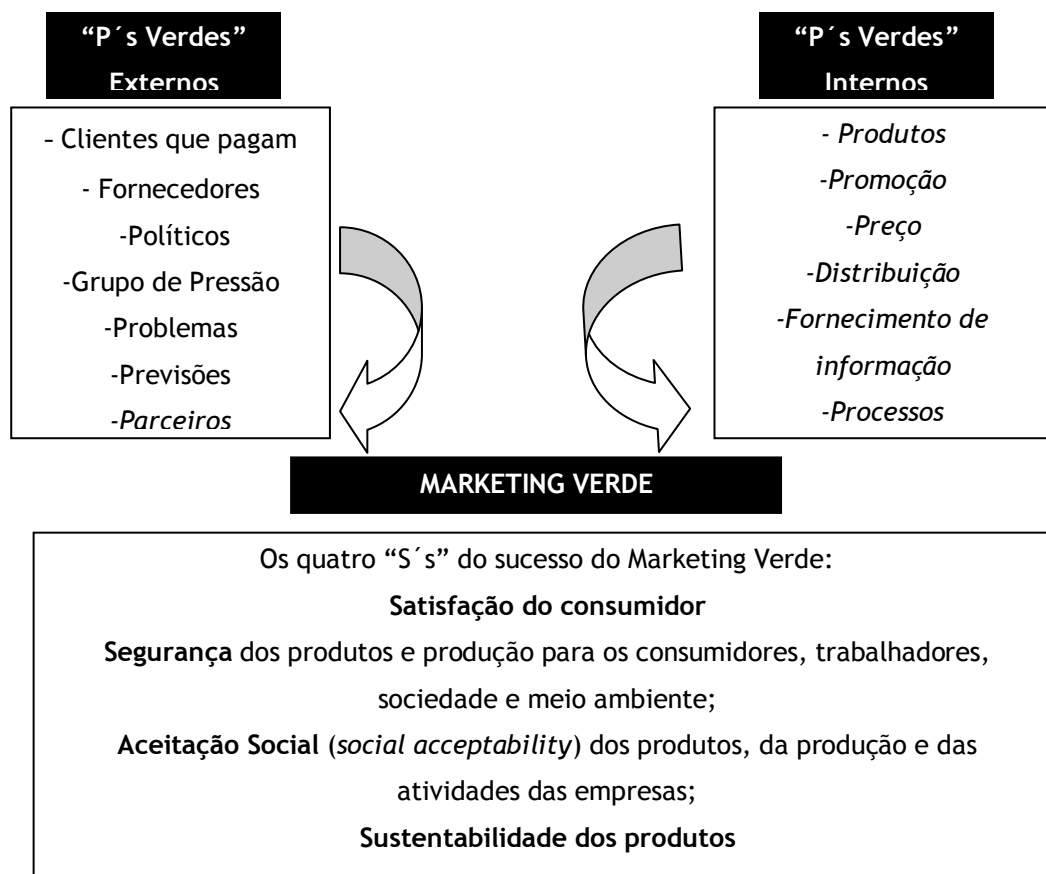 “P´s Verdes”
Externos
- Clientes que pagam
- Fornecedores
-Políticos
-Grupo de Pressão
-Problemas
-Previsões
-Parceiros
“P´s Verdes”
Internos
- Produtos
-Promoção
-Preço
-Distribuição
-Fornecimento de
informação
-Processos
MARKETING VERDE
Os quatro “S´s” do sucesso do Marketing Verde:
Satisfação do consumidor
Segurança dos produtos e produção para os consumidores, trabalhadores,
sociedade e meio ambiente;
Aceitação Social (social acceptability) dos produtos, da produção e das
atividades das empresas;
Sustentabilidade dos produtos